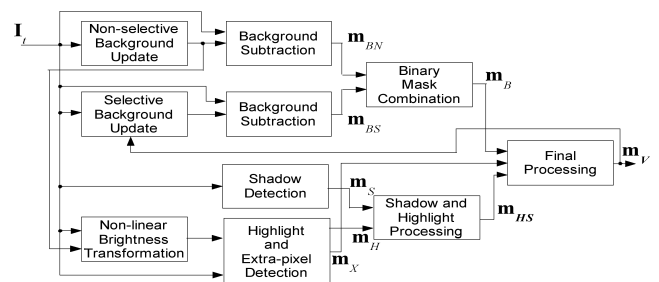 I_t
Non-selective
Background
Update
Background
Subtraction
m_BN
Binary
Mask
Combination
m_B
Selective
Background
Update
Background
Subtraction
m_BS
Final
Processing
m_V
Shadow
Detection
m_S
Shadow and
Highlight
Processing
m_HS
Non-linear
Brightness
Transformation
Highlight
and
Extra-pixel
Detection
m_H
m_X